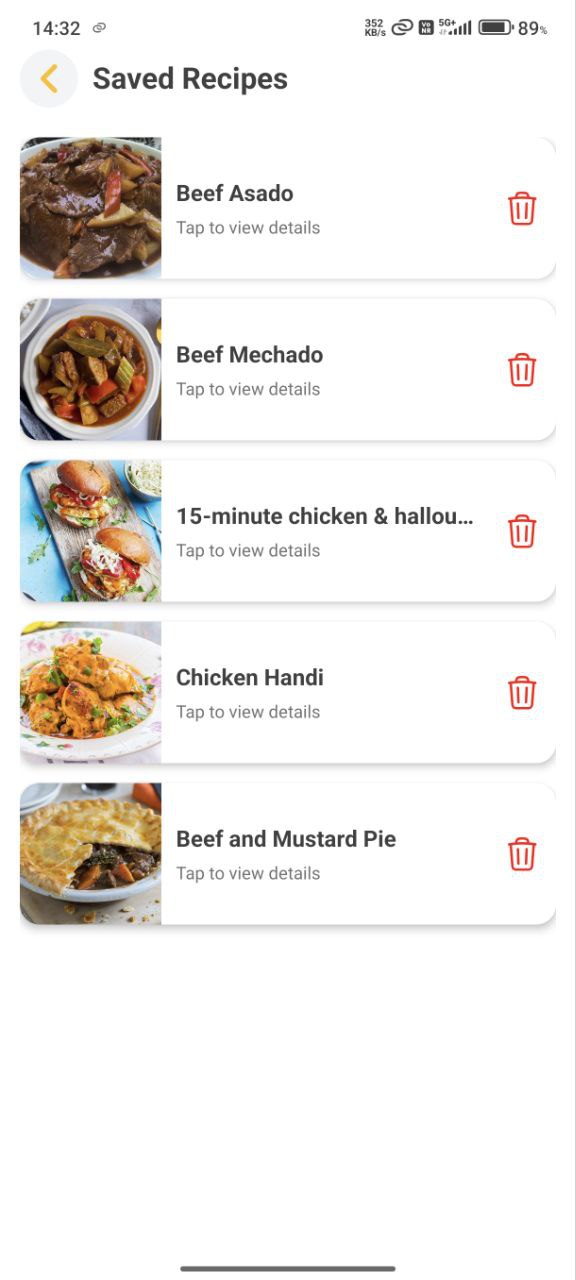 14:32
352
KB/s
Vo
NR
5G+
89%
Saved Recipes
Beef Asado
Tap to view details
Beef Mechado
Tap to view details
15-minute chicken & hallou...
Tap to view details
Chicken Handi
Tap to view details
Beef and Mustard Pie
Tap to view details